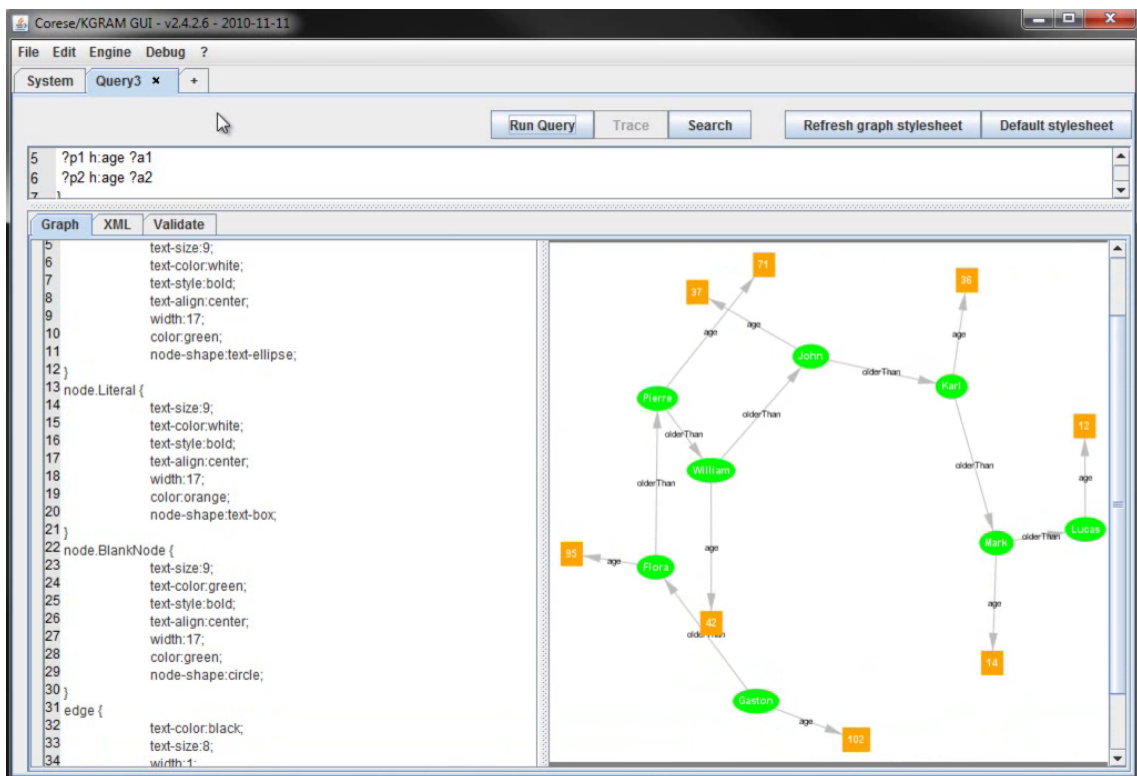 Corese/KGRAM GUI - v2.4.2.6 - 2010-11-11
File Edit Engine Debug ?
System Query3 × +
Run Query Trace Search Refresh graph stylesheet Default stylesheet
5 ?p1 h:age ?a1
6 ?p2 h:age ?a2
7 }
Graph XML Validate
5 text-size:9;
6 text-color:white;
7 text-style:bold;
8 text-align:center;
9 width:17;
10 color:green;
11 node-shape:text-ellipse;
12 }
13 node.Literal {
14 text-size:9;
15 text-color:white;
16 text-style:bold;
17 text-align:center;
18 width:17;
19 color:orange;
20 node-shape:text-box;
21 }
22 node.BlankNode {
23 text-size:9;
24 text-color:green;
25 text-style:bold;
26 text-align:center;
27 width:17;
28 color:green;
29 node-shape:circle;
30 }
31 edge {
32 text-color:black;
33 text-size:8;
34 width:1;
71
37
36
age
age
age
John
olderThan
Karl
Pierre
olderThan
12
olderThan
William
olderThan
age
olderThan
Lucas
olderThan
Mark
95
age
Flora
age
age
42
olderThan
14
Gaston
age
102